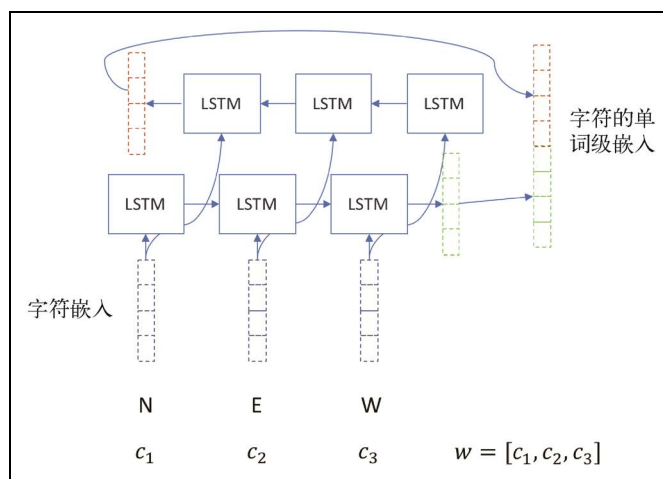 LSTM LSTM LSTM
字符的单
词级嵌入
LSTM LSTM LSTM
字符嵌入
N E W
c₁ c₂ c₃ w = [c₁, c₂, c₃]